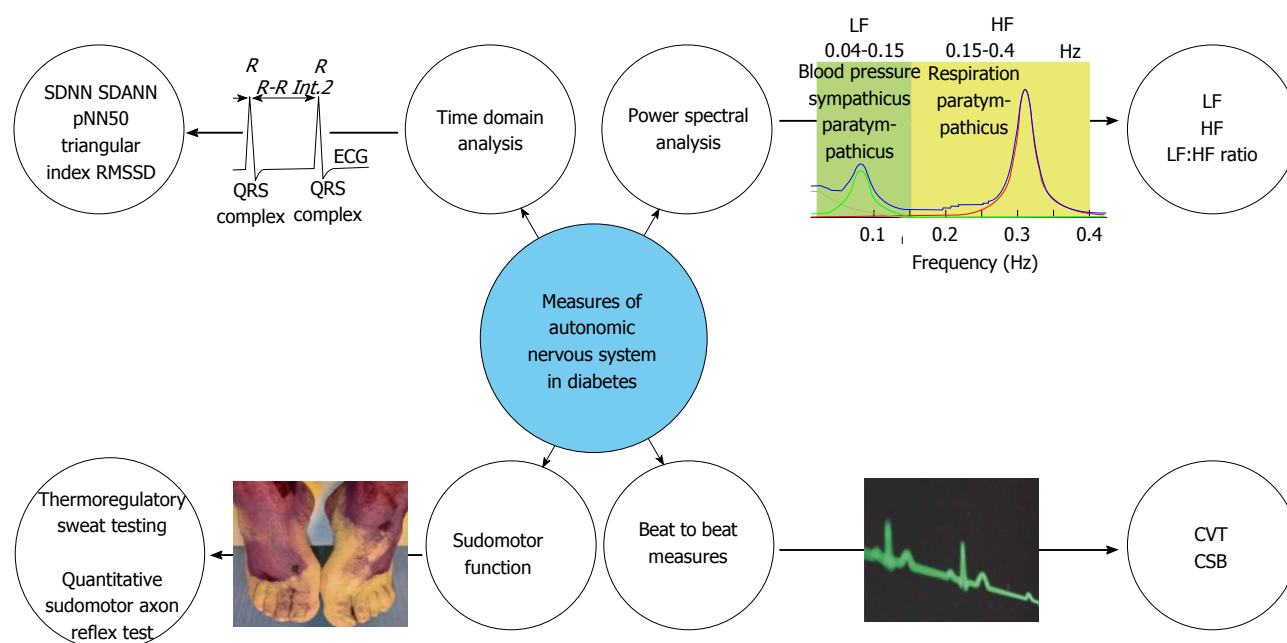 SDNN SDANN
pNN50
triangular
index RMSSD
R
R
R-R Int.2
ECG
QRS
complex
QRS
complex
Time domain
analysis
Power spectral
analysis
LF
HF
0.04-0.15
0.15-0.4
Hz
Blood pressure
sympathicus
paratym-
pathicus
Respiration
paratym-
pathicus
0.1
0.2
0.3
0.4
Frequency (Hz)
LF
HF
LF:HF ratio
Measures of
autonomic
nervous system
in diabetes
Thermoregulatory
sweat testing
Quantitative
sudomotor axon
reflex test
Sudomotor
function
Beat to beat
measures
CVT
CSB